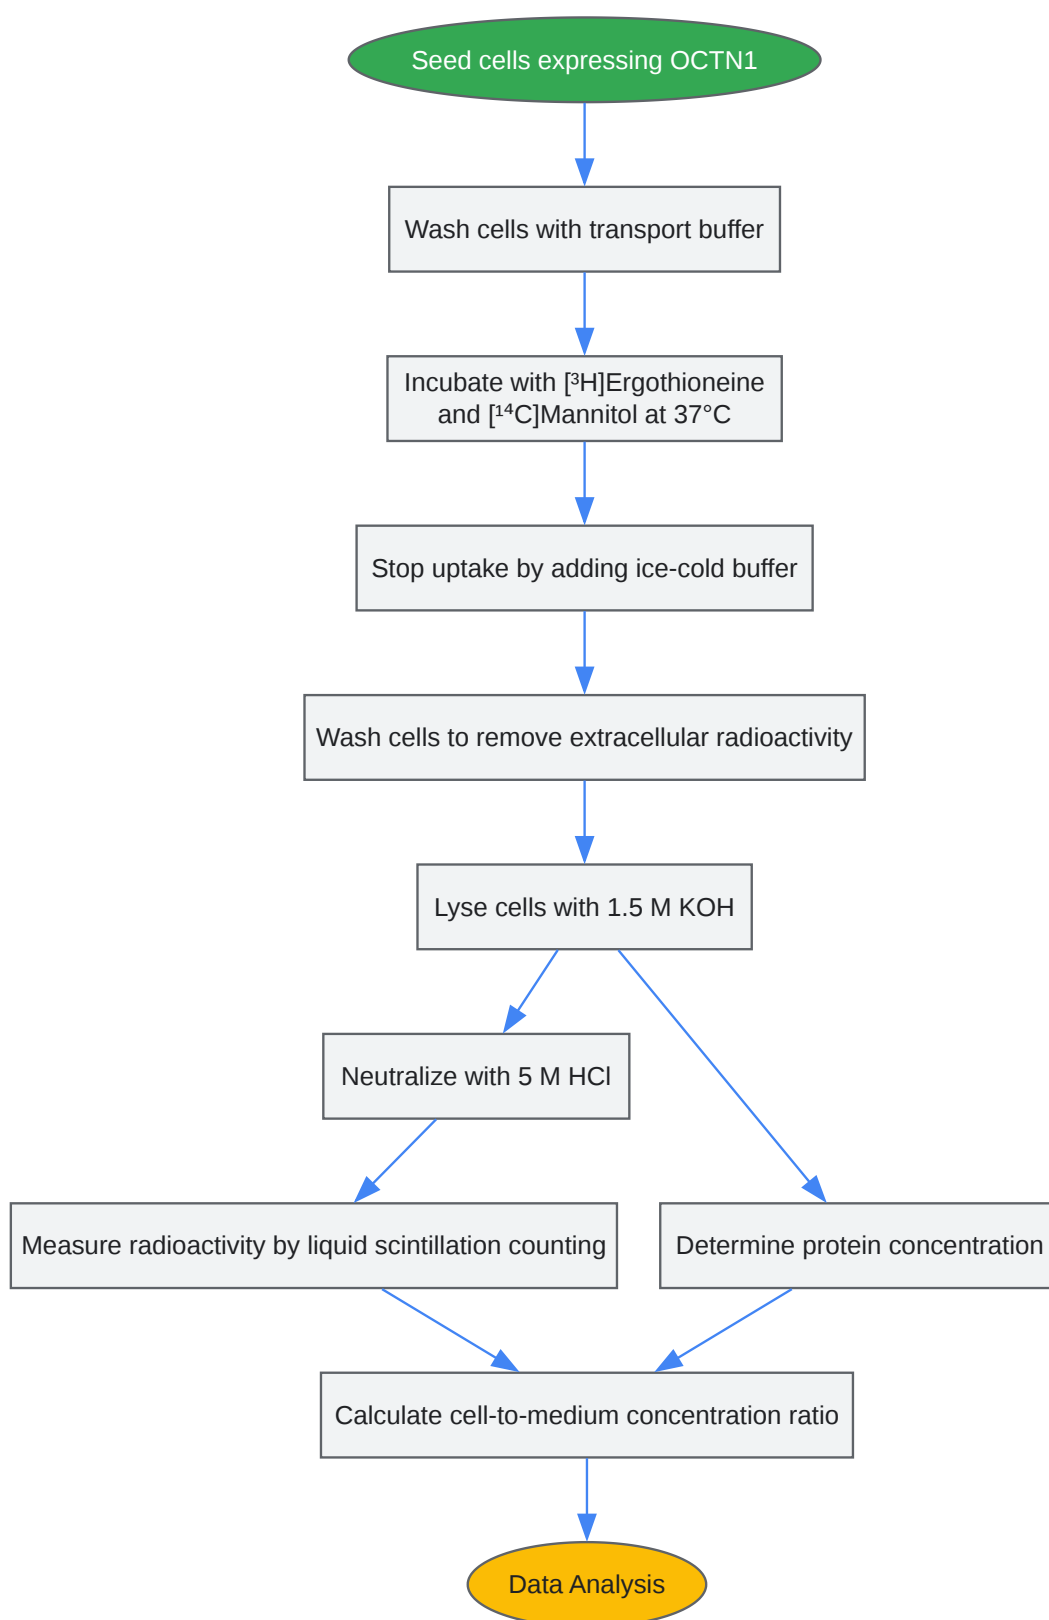 Seed cells expressing OCTN1
Wash cells with transport buffer
Incubate with [³H]Ergothioneine
and [¹⁴C]Mannitol at 37°C
Stop uptake by adding ice-cold buffer
Wash cells to remove extracellular radioactivity
Lyse cells with 1.5 M KOH
Neutralize with 5 M HCl
Measure radioactivity by liquid scintillation counting
Determine protein concentration
Calculate cell-to-medium concentration ratio
Data Analysis